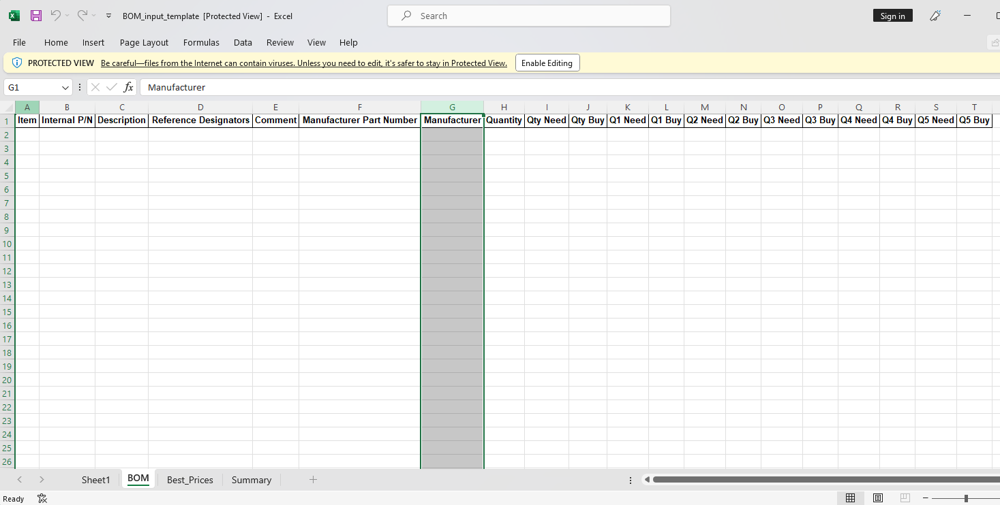 BOM_input_template [Protected View] - Excel
Search
Sign in
File Home Insert Page Layout Formulas Data Review View Help
PROTECTED VIEW Be careful—files from the Internet can contain viruses. Unless you need to edit, it's safer to stay in Protected View. Enable Editing
G1 fx Manufacturer
A B C D E F G H I J K L M N O P Q R S T
1 Item Internal P/N Description Reference Designators Comment Manufacturer Part Number Manufacturer Quantity Qty Need Qty Buy Q1 Need Q1 Buy Q2 Need Q2 Buy Q3 Need Q3 Buy Q4 Need Q4 Buy Q5 Need Q5 Buy
2
3
4
5
6
7
8
9
10
11
12
13
14
15
16
17
18
19
20
21
22
23
24
25
26
Sheet1 BOM Best_Prices Summary
Ready